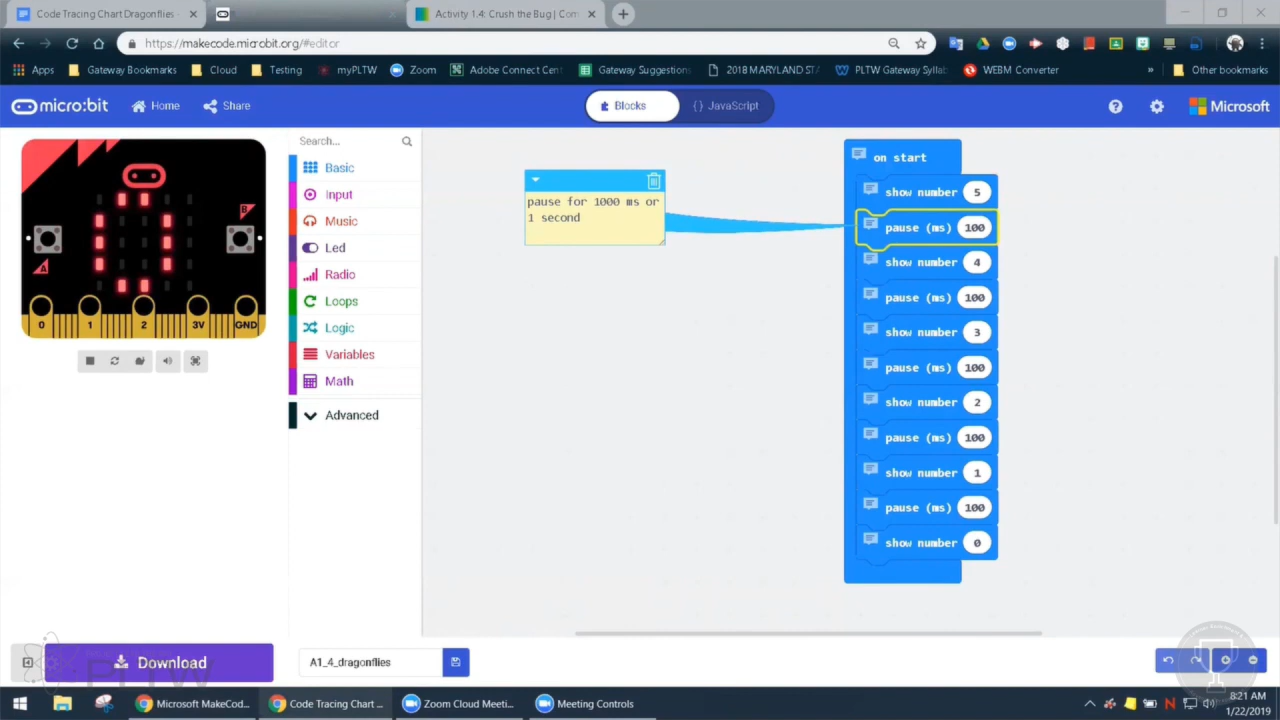 Code Tracing Chart Dragonflies -
Activity 1.4: Crush the Bug | Com
https://makecode.microbit.org/#editor
Apps
Gateway Bookmarks
Cloud
Testing
myPLTW
Zoom
Adobe Connect Cent
Gateway Suggestions
2018 MARYLAND STA
PLTW Gateway Syllab
WEBM Converter
»
Other bookmarks
micro:bit
Home
Share
Blocks
{ } JavaScript
Microsoft
Search...
Basic
Input
Music
Led
Radio
Loops
Logic
Variables
Math
Advanced
A
B
0 1 2 3V GND
pause for 1000 ms or
1 second
on start
show number 5
pause (ms) 100
show number 4
pause (ms) 100
show number 3
pause (ms) 100
show number 2
pause (ms) 100
show number 1
pause (ms) 100
show number 0
Download
PLTW
A1_4_dragonflies
Microsoft MakeCod...
Code Tracing Chart ...
Zoom Cloud Meeti...
Meeting Controls
8:21 AM
1/22/2019